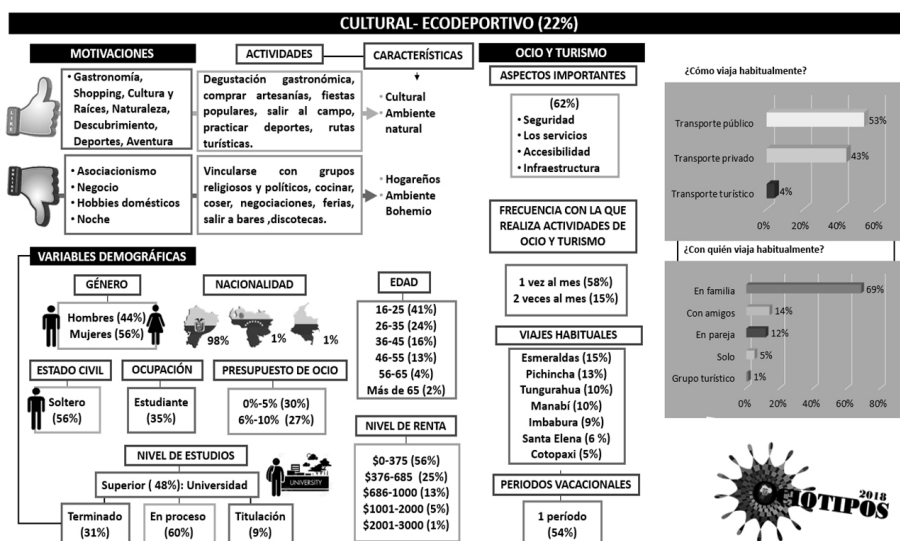 CULTURAL- ECODEPORTIVO (22%)
MOTIVACIONES
• Gastronomía,
Shopping, Cultura y
Raíces, Naturaleza,
Descubrimiento,
Deportes, Aventura
• Asociacionismo
• Negocio
• Hobbies domésticos
• Noche
ACTIVIDADES
Degustación gastronómica,
comprar artesanías, fiestas
populares, salir al campo,
practicar deportes, rutas
turísticas.
Vincularse con grupos
religiosos y políticos, cocinar,
coser, negociaciones, ferias,
salir a bares ,discotecas.
CARACTERÍSTICAS
• Cultural
• Ambiente
natural
• Hogareños
• Ambiente
Bohemio
LIKE
VARIABLES DEMOGRÁFICAS
GÉNERO
Hombres (44%)
Mujeres (56%)
NACIONALIDAD
98%
1%
1%
EDAD
16-25 (41%)
26-35 (24%)
36-45 (16%)
46-55 (13%)
56-65 (4%)
Más de 65 (2%)
ESTADO CIVIL
Soltero
(56%)
OCUPACIÓN
Estudiante
(35%)
PRESUPUESTO DE OCIO
0%-5% (30%)
6%-10% (27%)
NIVEL DE ESTUDIOS
Superior ( 48%): Universidad
UNIVERSITY
Terminado
(31%)
En proceso
(60%)
Titulación
(9%)
NIVEL DE RENTA
$0-375 (56%)
$376-685 (25%)
$686-1000 (13%)
$1001-2000 (5%)
$2001-3000 (1%)
OCIO Y TURISMO
ASPECTOS IMPORTANTES
(62%)
• Seguridad
• Los servicios
• Accesibilidad
• Infraestructura
FRECUENCIA CON LA QUE
REALIZA ACTIVIDADES DE
OCIO Y TURISMO
1 vez al mes (58%)
2 veces al mes (15%)
VIAJES HABITUALES
Esmeraldas (15%)
Pichincha (13%)
Tungurahua (10%)
Manabí (10%)
Imbabura (9%)
Santa Elena (6 %)
Cotopaxi (5%)
PERIODOS VACACIONALES
1 período
(54%)
¿Cómo viaja habitualmente?
Transporte público 53%
Transporte privado 43%
Transporte turístico 4%
0% 20% 40% 60%
¿Con quién viaja habitualmente?
En familia 69%
Con amigos 14%
En pareja 12%
Solo 5%
Grupo turístico 1%
0% 20% 40% 60% 80%
OCIOTIPOS
2018